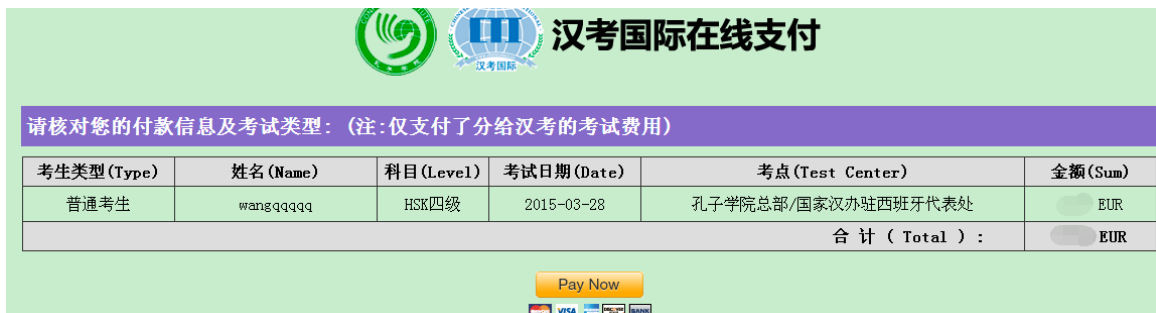 汉考国际
汉考国际在线支付
请核对您的付款信息及考试类型: (注:仅支付了分给汉考的考试费用)
考生类型(Type) 姓名(Name) 科目(Level) 考试日期(Date) 考点(Test Center) 金额(Sum)
普通考生 wangqqqqq HSK四级 2015-03-28 孔子学院总部/国家汉办驻西班牙代表处 EUR
合 计 ( Total ) : EUR
Pay Now
VISA